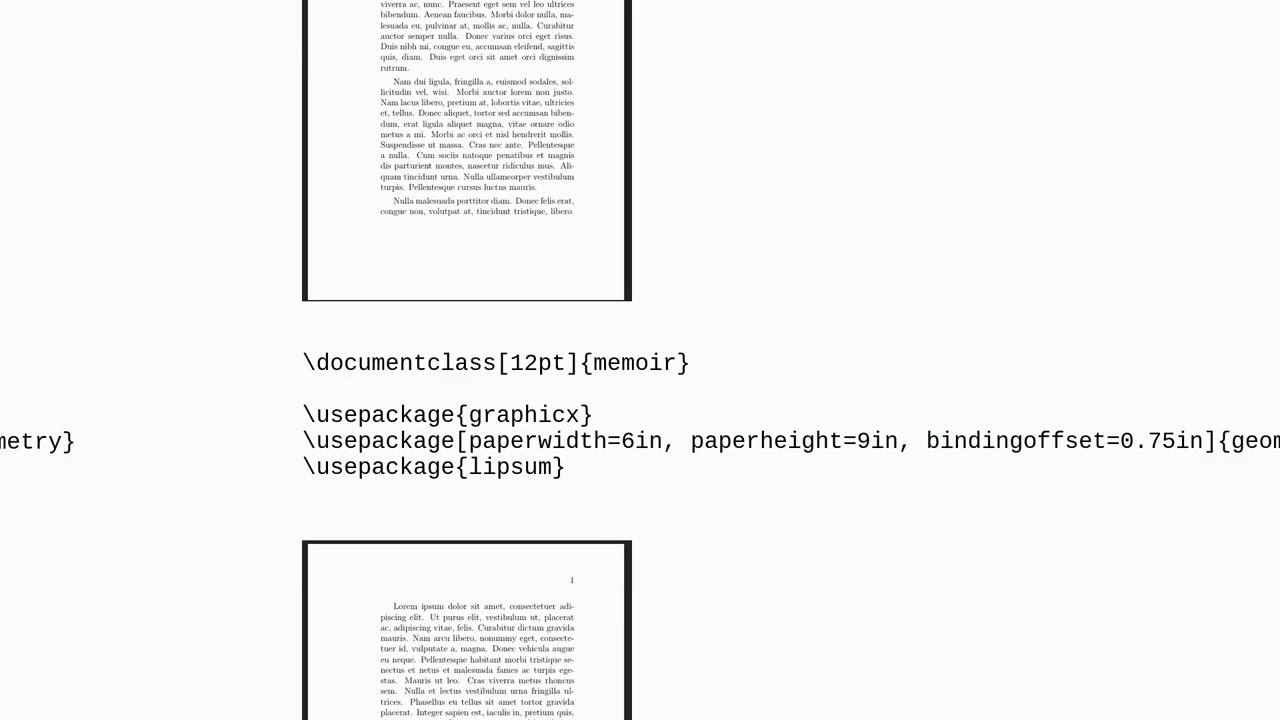 viverra ac, nunc. Praesent eget sem vel leo ultrices
bibendum. Aenean faucibus. Morbi dolor nulla, ma-
lesuada eu, pulvinar at, mollis ac, nulla. Curabitur
auctor semper nulla. Donec varius orci eget risus.
Duis nibh mi, congue eu, accumsan eleifend, sagittis
quis, diam. Duis eget orci sit amet orci dignissim
rutrum.
Nam dui ligula, fringilla a, euismod sodales, sol-
licitudin vel, wisi. Morbi auctor lorem non justo.
Nam lacus libero, pretium at, lobortis vitae, ultricies
et, tellus. Donec aliquet, tortor sed accumsan biben-
dum, erat ligula aliquet magna, vitae ornare odio
metus a mi. Morbi ac orci et nisl hendrerit mollis.
Suspendisse ut massa. Cras nec ante. Pellentesque
a nulla. Cum sociis natoque penatibus et magnis
dis parturient montes, nascetur ridiculus mus. Ali-
quam tincidunt urna. Nulla ullamcorper vestibulum
turpis. Pellentesque cursus luctus mauris.
Nulla malesuada porttitor diam. Donec felis erat,
congue non, volutpat at, tincidunt tristique, libero.
\documentclass[12pt]{memoir}
\usepackage{graphicx}
metry}
\usepackage[paperwidth=6in, paperheight=9in, bindingoffset=0.75in]{geom
\usepackage{lipsum}
1
Lorem ipsum dolor sit amet, consectetuer adi-
piscing elit. Ut purus elit, vestibulum ut, placerat
ac, adipiscing vitae, felis. Curabitur dictum gravida
mauris. Nam arcu libero, nonummy eget, consecte-
tuer id, vulputate a, magna. Donec vehicula augue
eu neque. Pellentesque habitant morbi tristique se-
nectus et netus et malesuada fames ac turpis ege-
stas. Mauris ut leo. Cras viverra metus rhoncus
sem. Nulla et lectus vestibulum urna fringilla ul-
trices. Phasellus eu tellus sit amet tortor gravida
placerat. Integer sapien est, iaculis in, pretium quis,